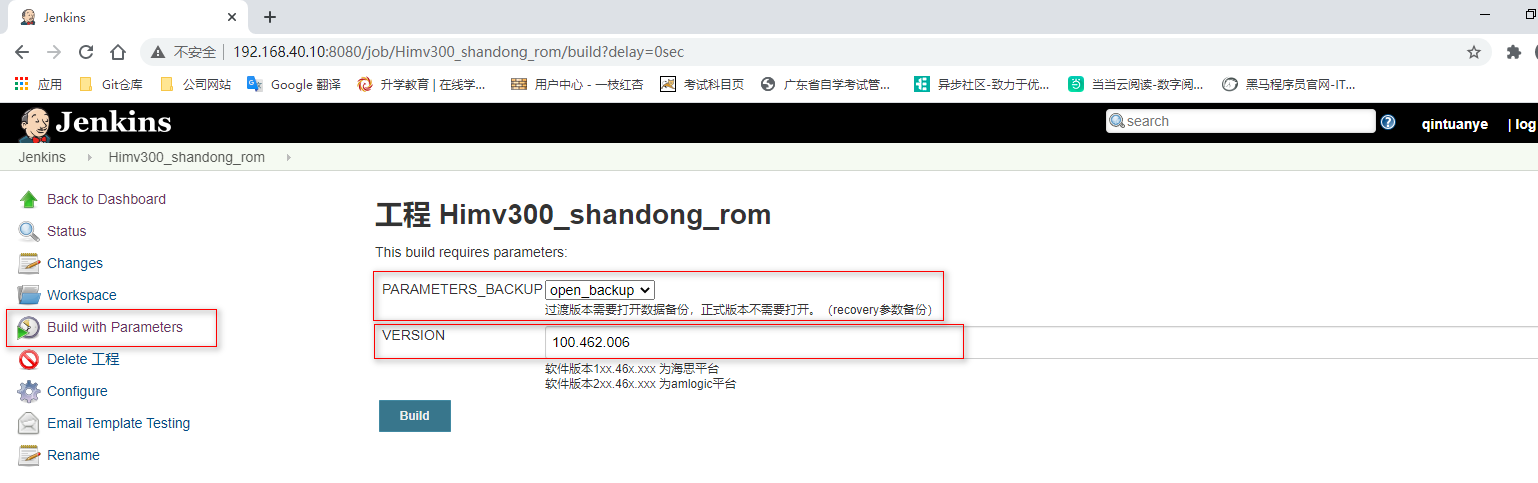 Jenkins
不安全 192.168.40.10:8080/job/Himv300_shandong_rom/build?delay=0sec
应用 Git仓库 公司网站 Google 翻译 升学教育 | 在线学... 用户中心 - 一枝红杏 考试科目页 广东省自学考试管... 异步社区-致力于优... 当当云阅读-数字阅... 黑马程序员官网-IT...
Jenkins search qintuanye | log
Jenkins Himv300_shandong_rom
Back to Dashboard
Status
Changes
Workspace
Build with Parameters
Delete 工程
Configure
Email Template Testing
Rename
工程 Himv300_shandong_rom
This build requires parameters:
PARAMETERS_BACKUP open_backup
过渡版本需要打开数据备份，正式版本不需要打开。（recovery参数备份）
VERSION 100.462.006
软件版本1xx.46x.xxx 为海思平台
软件版本2xx.46x.xxx 为amlogic平台
Build